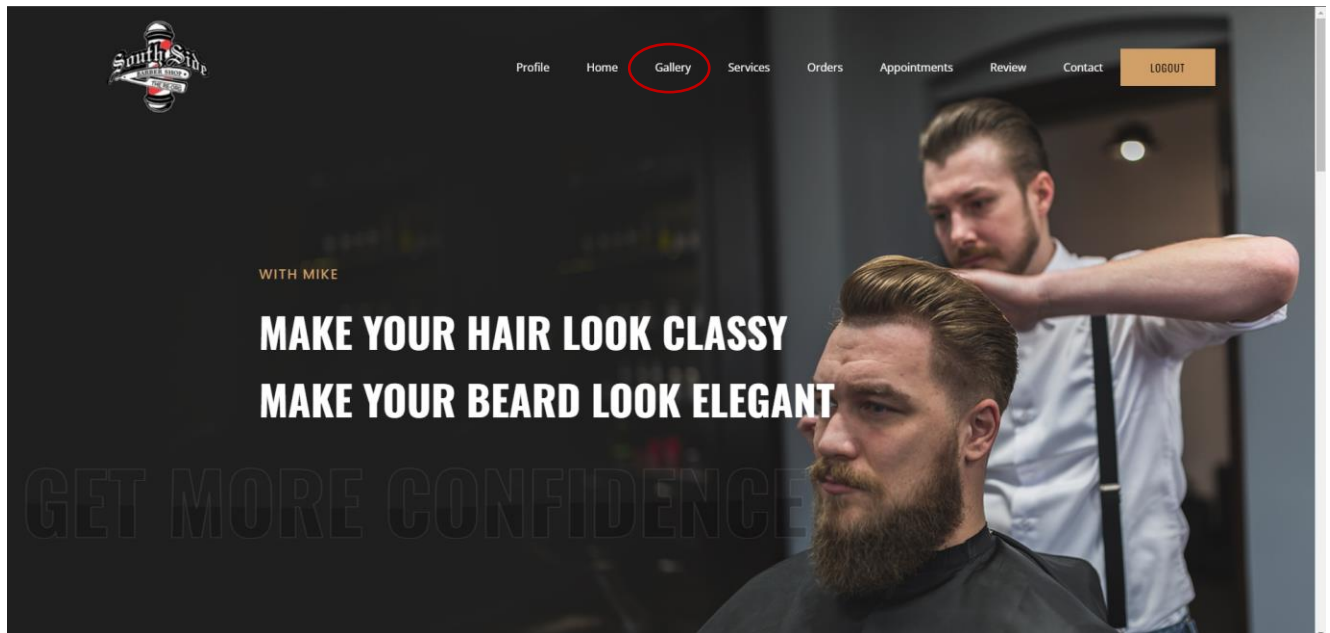 South Side
BARBER SHOP
Profile Home Gallery Services Orders Appointments Review Contact LOGOUT
WITH MIKE
MAKE YOUR HAIR LOOK CLASSY
MAKE YOUR BEARD LOOK ELEGANT
GET MORE CONFIDENCE